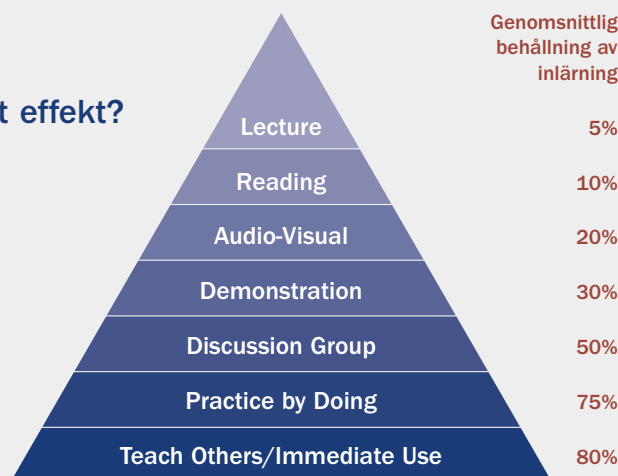 Genomsnittlig
behållning av
inlärning
t effekt?
Lecture 5%
Reading 10%
Audio-Visual 20%
Demonstration 30%
Discussion Group 50%
Practice by Doing 75%
Teach Others/Immediate Use 80%